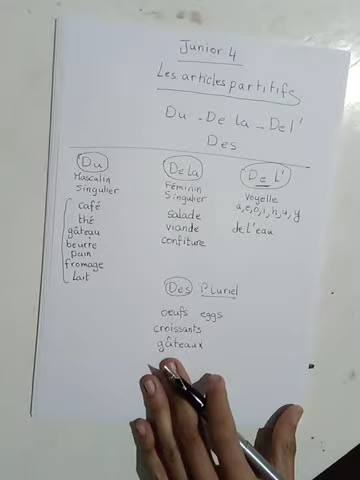 Junior 4
Les articles partitifs
Du - De la - De l'
Des
Du
Masculin
Singulier
café
thé
gâteau
beurre
pain
fromage
Lait
De la
Féminin
Singulier
salade
viande
confiture
De L'
Voyelle
a, e, o, i, h, u, y
de l'eau
Des Pluriel
oeufs eggs
croissants
gâteaux